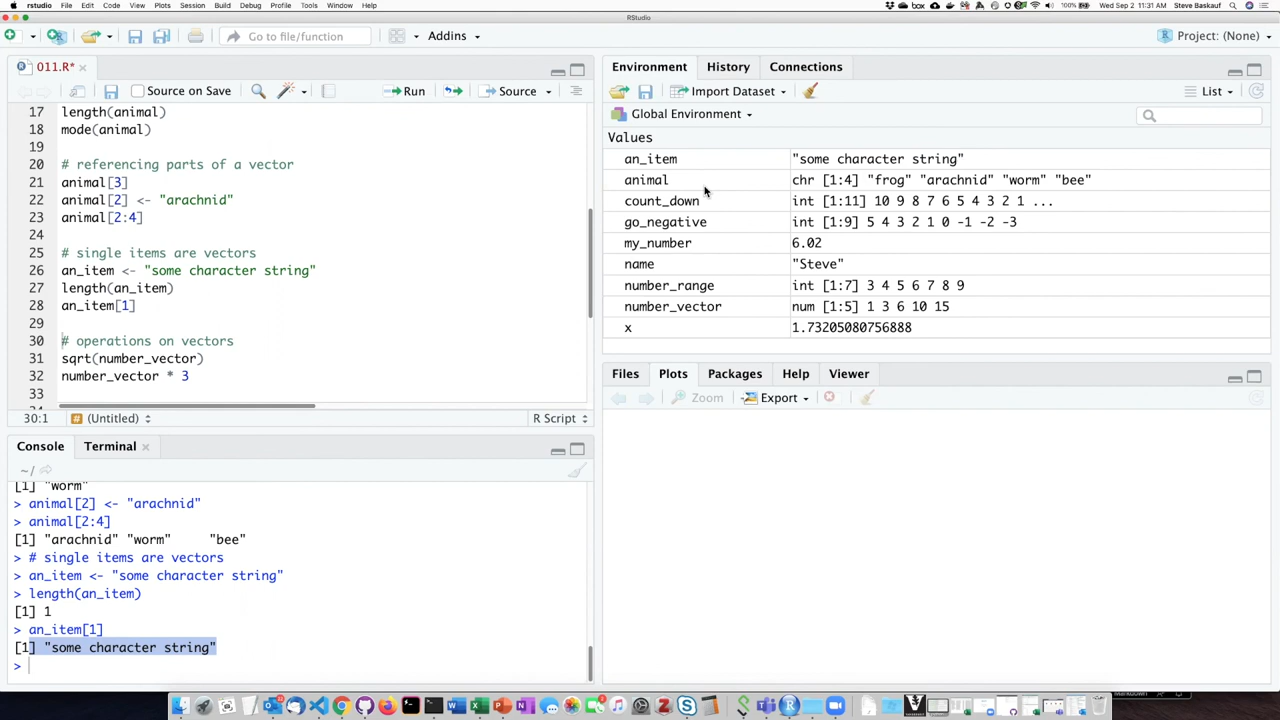 rstudio File Edit Code View Plots Session Build Debug Profile Tools Window Help 100% Wed Sep 2 11:31 AM Steve Baskauf
RStudio
Go to file/function Addins Project: (None)
011.R*
Source on Save Run Source
17 length(animal)
18 mode(animal)
19
20 # referencing parts of a vector
21 animal[3]
22 animal[2] <- "arachnid"
23 animal[2:4]
24
25 # single items are vectors
26 an_item <- "some character string"
27 length(an_item)
28 an_item[1]
29
30 # operations on vectors
31 sqrt(number_vector)
32 number_vector * 3
33
30:1 (Untitled) R Script
Console Terminal
~/
[1] "worm"
> animal[2] <- "arachnid"
> animal[2:4]
[1] "arachnid" "worm" "bee"
> # single items are vectors
> an_item <- "some character string"
> length(an_item)
[1] 1
> an_item[1]
[1] "some character string"
>
Environment History Connections
Import Dataset List
Global Environment
Values
an_item "some character string"
animal chr [1:4] "frog" "arachnid" "worm" "bee"
count_down int [1:11] 10 9 8 7 6 5 4 3 2 1 ...
go_negative int [1:9] 5 4 3 2 1 0 -1 -2 -3
my_number 6.02
name "Steve"
number_range int [1:7] 3 4 5 6 7 8 9
number_vector num [1:5] 1 3 6 10 15
x 1.73205080756888
Files Plots Packages Help Viewer
Zoom Export
Markdown